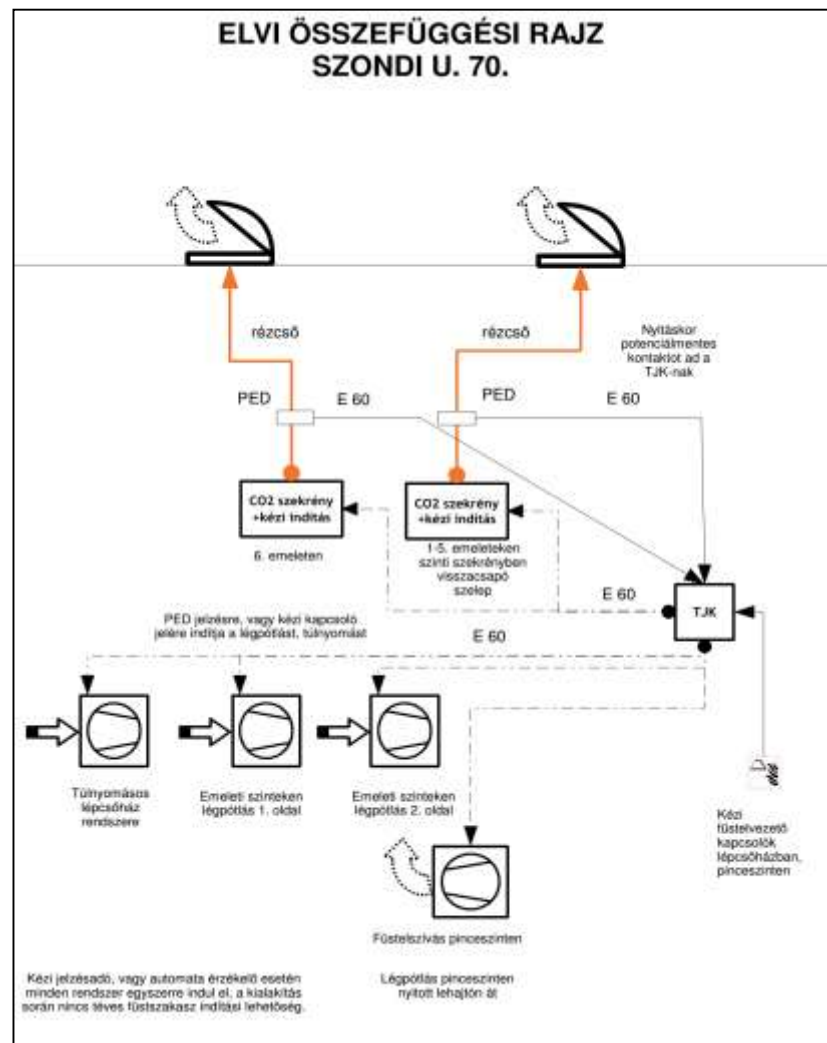 ELVI ÖSSZEFÜGGÉSI RAJZ
SZONDI U. 70.
rézcső
rézcső
Nyitáskor
potenciálmentes
kontaktot ad a
TJK-nak
PED
E 60
PED
E 60
CO2 szekrény
+kézi indítás
CO2 szekrény
+kézi indítás
6. emeleten
1-5. emeleteken
szinti szekrényben
visszacsapó
szelep
E 60
TJK
PED jelzésre, vagy kézi kapcsoló
jelére indítja a légpótlást, túlnyomást
E 60
Túlnyomásos
lépcsőház
rendszere
Emeleti szinteken
légpótlás 1. oldal
Emeleti szinteken
légpótlás 2. oldal
Kézi
füstelvezető
kapcsolók
lépcsőházban,
pinceszinten
Füstelszívás pinceszinten
Kézi jelzésadó, vagy automata érzékelő esetén
minden rendszer egyszerre indul el, a kialakítás
során nincs téves füstszakasz indítási lehetőség.
Légpótlás pinceszinten
nyitott lehajtón át